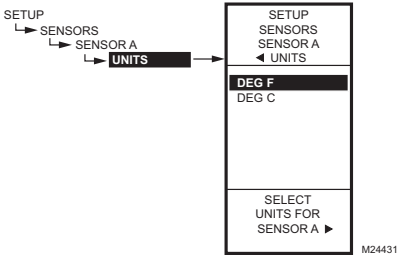 SETUP
SENSORS
SENSOR A
UNITS
SETUP
SENSORS
SENSOR A
◄ UNITS
DEG F
DEG C
SELECT
UNITS FOR
SENSOR A ►
M24431